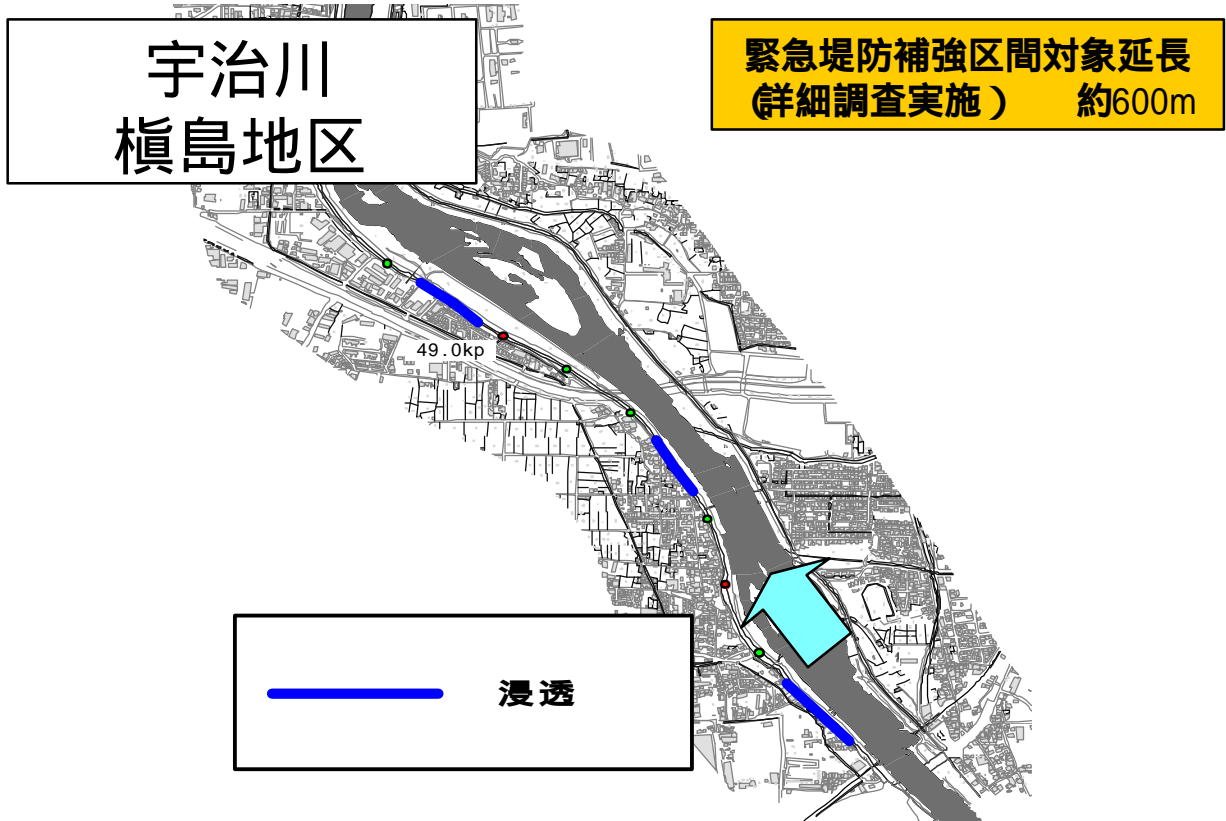 宇治川
槇島地区
緊急堤防補強区間対象延長
(詳細調査実施） 約600m
49.0kp
浸透